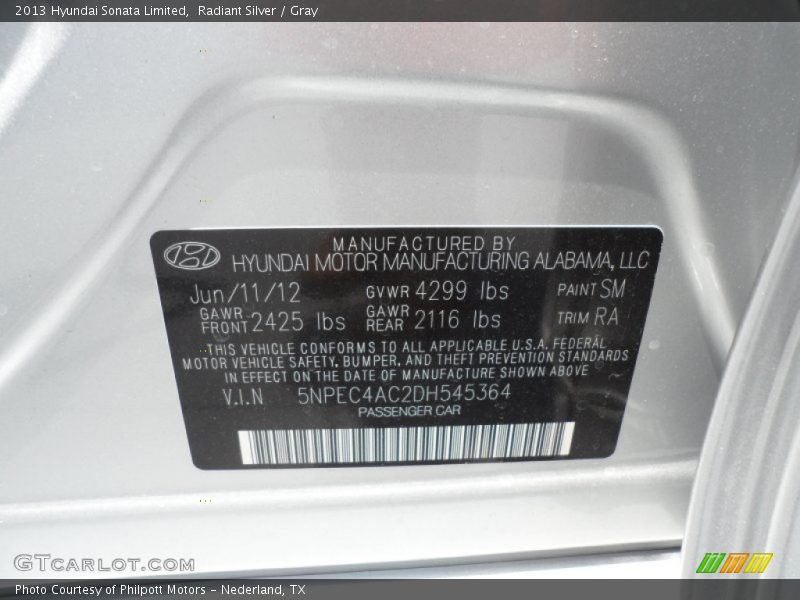 2013 Hyundai Sonata Limited, Radiant Silver / Gray
MANUFACTURED BY
HYUNDAI MOTOR MANUFACTURING ALABAMA, LLC
Jun/11/12 GVWR 4299 lbs PAINT SM
GAWR FRONT 2425 lbs GAWR REAR 2116 lbs TRIM RA
THIS VEHICLE CONFORMS TO ALL APPLICABLE U.S.A. FEDERAL
MOTOR VEHICLE SAFETY, BUMPER, AND THEFT PREVENTION STANDARDS
IN EFFECT ON THE DATE OF MANUFACTURE SHOWN ABOVE
V.I.N 5NPEC4AC2DH545364
PASSENGER CAR
GTCARLOT.COM
Photo Courtesy of Philpott Motors - Nederland, TX